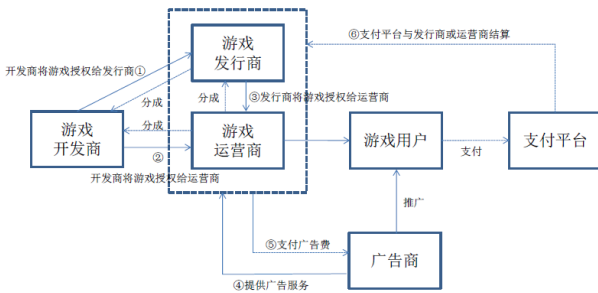 游戏
发行商
⑥支付平台与发行商或运营商结算
开发商将游戏授权给发行商①
分成
分成
③发行商将游戏授权给运营商
分成
游戏
开发商
游戏
运营商
游戏用户
支付
支付平台
②
开发商将游戏授权给运营商
推广
⑤支付广告费
广告商
④提供广告服务